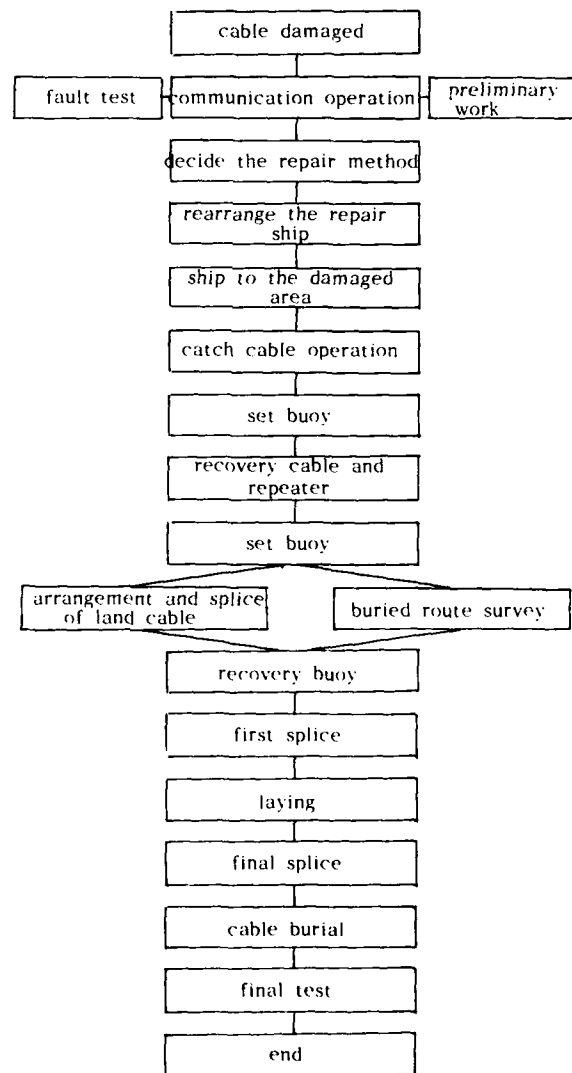 cable damaged
fault test
communication operation
preliminary
work
decide the repair method
rearrange the repair
ship
ship to the damaged
area
catch cable operation
set buoy
recovery cable and
repeater
set buoy
arrangement and splice
of land cable
buried route survey
recovery buoy
first splice
laying
final splice
cable burial
final test
end